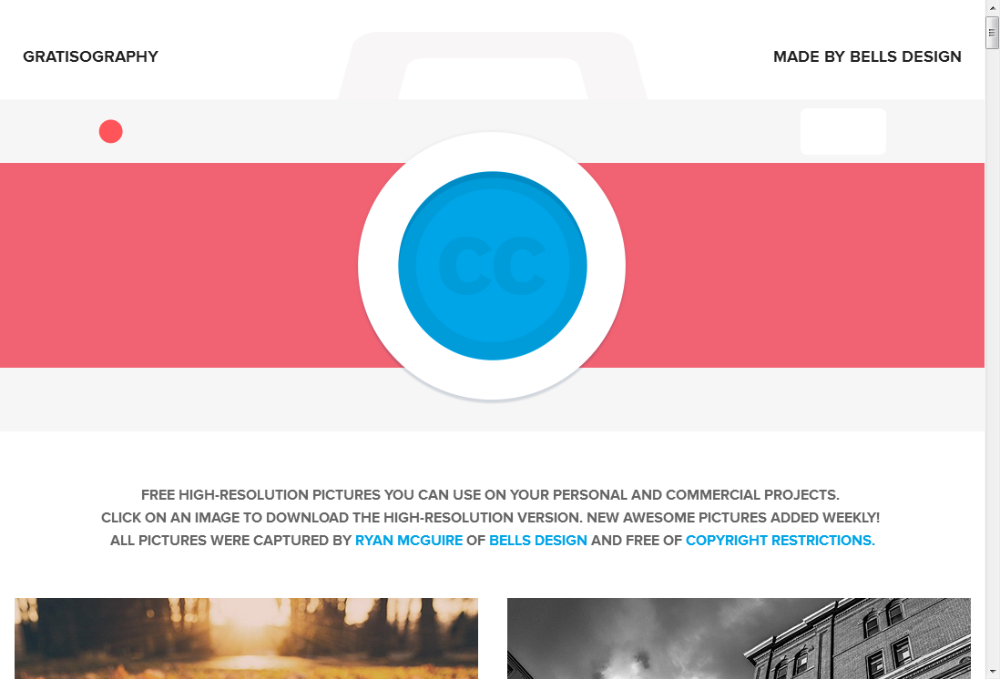 GRATISOGRAPHY
MADE BY BELLS DESIGN
CC
FREE HIGH-RESOLUTION PICTURES YOU CAN USE ON YOUR PERSONAL AND COMMERCIAL PROJECTS.
CLICK ON AN IMAGE TO DOWNLOAD THE HIGH-RESOLUTION VERSION. NEW AWESOME PICTURES ADDED WEEKLY!
ALL PICTURES WERE CAPTURED BY RYAN MCGUIRE OF BELLS DESIGN AND FREE OF COPYRIGHT RESTRICTIONS.